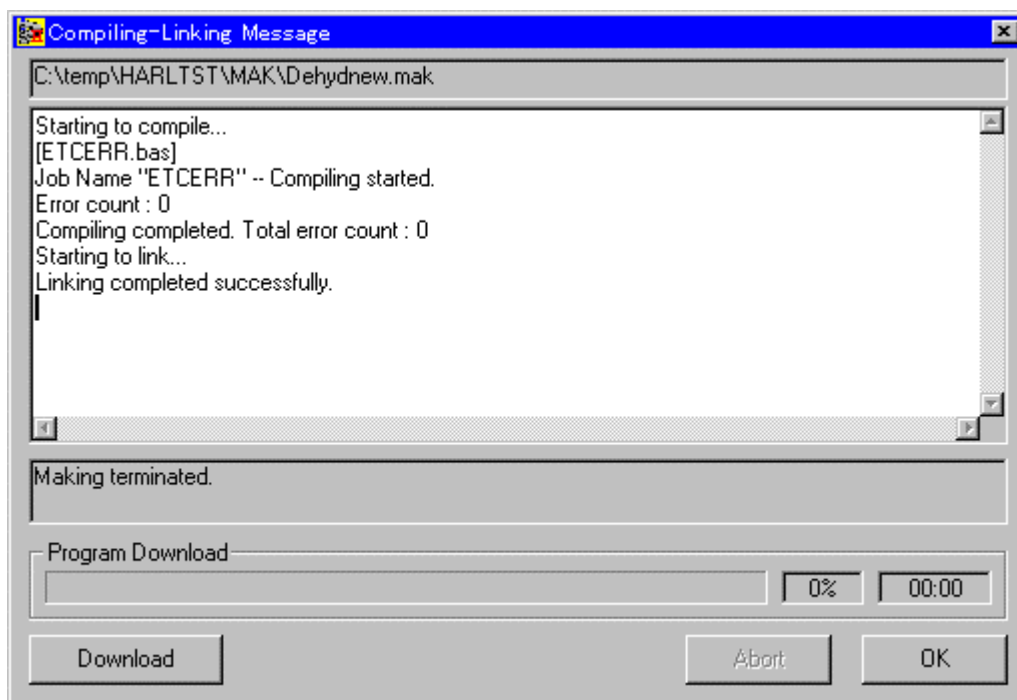 Compiling-Linking Message
C:\temp\HARLTST\MAK\Dehydnew.mak
Starting to compile...
[ETCERR.bas]
Job Name "ETCERR" -- Compiling started.
Error count : 0
Compiling completed. Total error count : 0
Starting to link...
Linking completed successfully.
Making terminated.
Program Download
0% 00:00
Download Abort OK